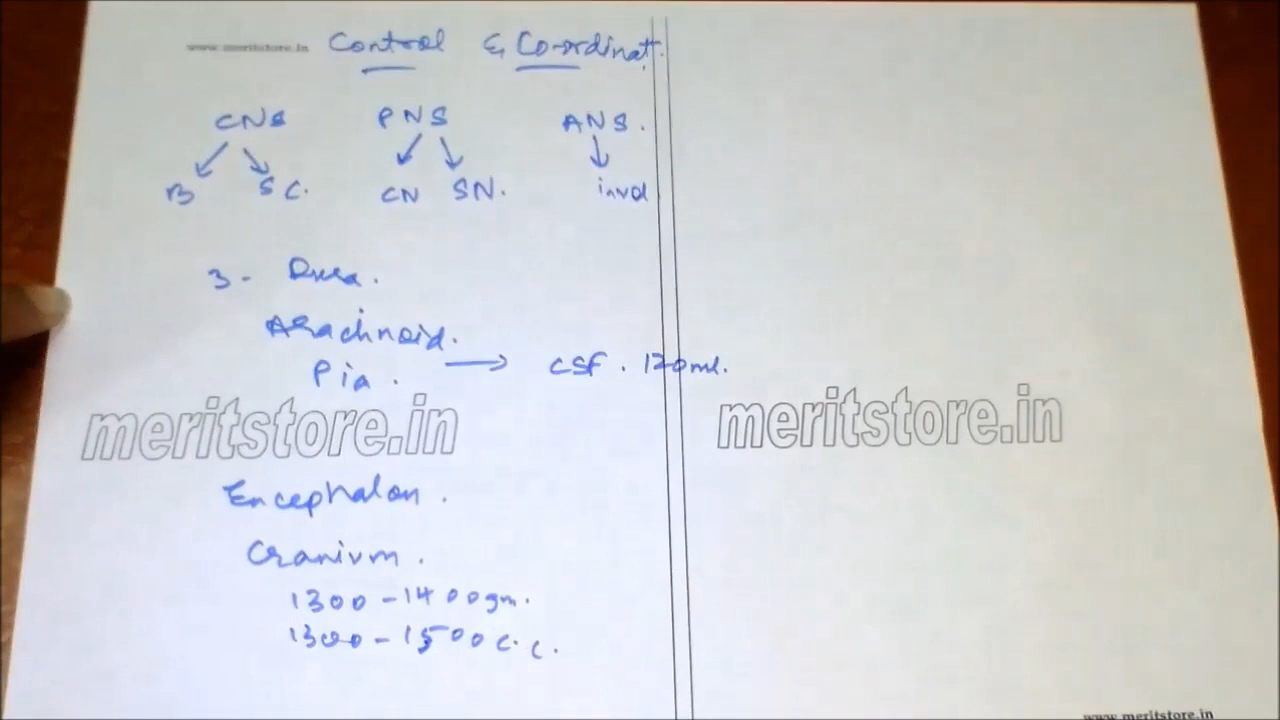 www.meritstore.in Control & Co-ordinat.
CNS PNS ANS.
B SC. CN SN. invol
3- Dura.
Arachnoid.
Pia. → CSF. 120ml.
meritstore.in meritstore.in
Encephalon.
Cranium.
1300-1400gm.
1300-1500 c.c.
www.meritstore.in